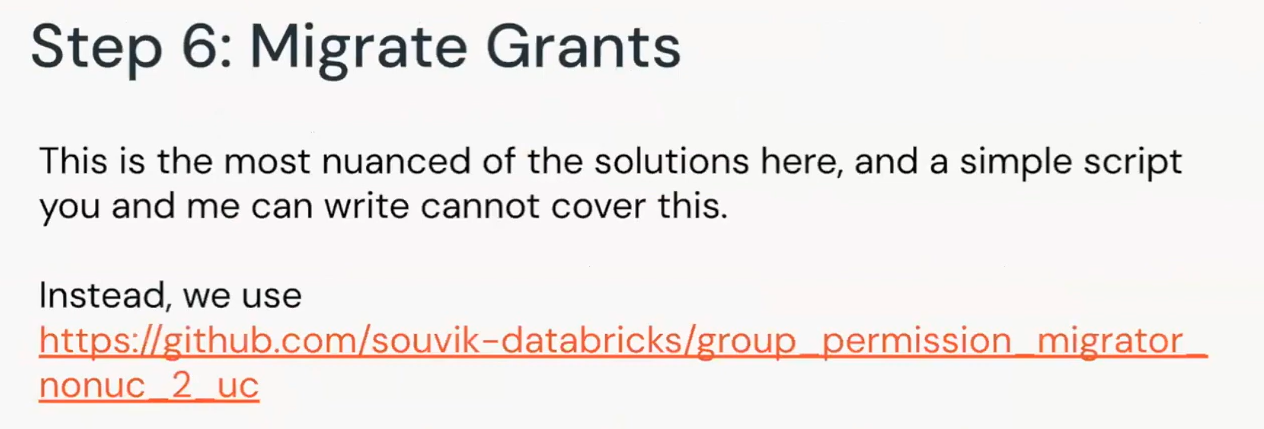 Step 6: Migrate Grants
This is the most nuanced of the solutions here, and a simple script
you and me can write cannot cover this.
Instead, we use
https://github.com/souvik-databricks/group_permission_migrator_
nonuc_2_uc